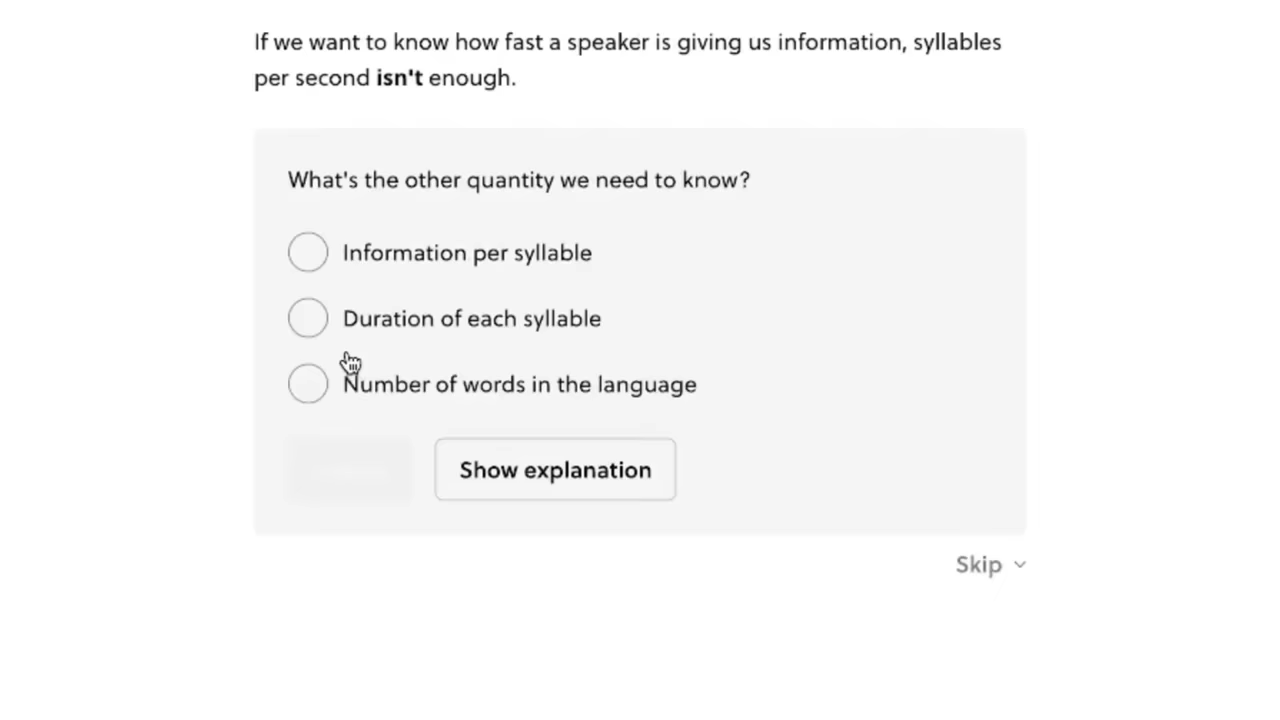 If we want to know how fast a speaker is giving us information, syllables
per second isn't enough.
What's the other quantity we need to know?
Information per syllable
Duration of each syllable
Number of words in the language
Show explanation
Skip